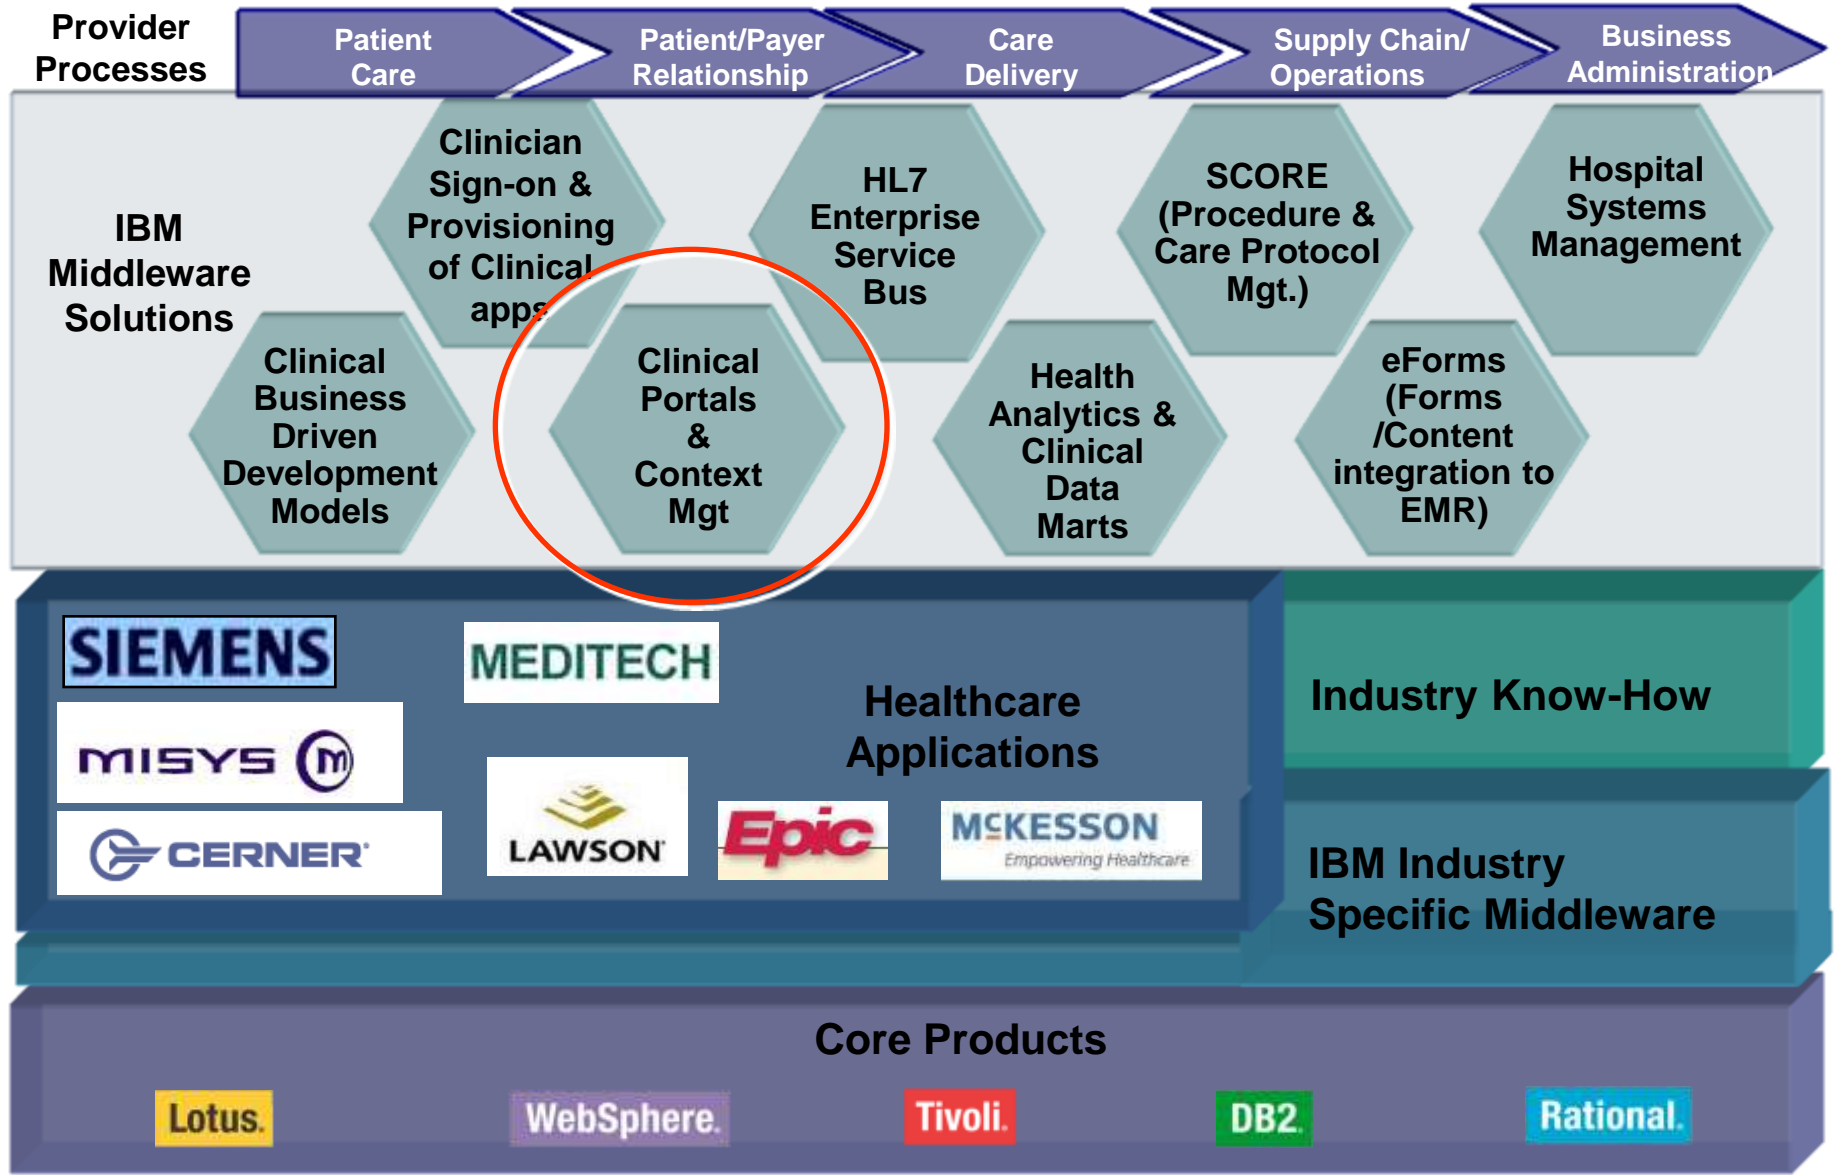 Provider
Processes
Patient
Care
Patient/Payer
Relationship
Care
Delivery
Supply Chain/
Operations
Business
Administration
IBM
Middleware
Solutions
Clinician
Sign-on &
Provisioning
of Clinical
apps
HL7
Enterprise
Service
Bus
SCORE
(Procedure &
Care Protocol
Mgt.)
Hospital
Systems
Management
Clinical
Business
Driven
Development
Models
Clinical
Portals
&
Context
Mgt
Health
Analytics &
Clinical
Data
Marts
eForms
(Forms
/Content
integration to
EMR)
SIEMENS
MEDITECH
MISYS m
CERNER
LAWSON
Epic
McKESSON
Empowering Healthcare
Healthcare
Applications
Industry Know-How
IBM Industry
Specific Middleware
Core Products
Lotus.
WebSphere.
Tivoli.
DB2.
Rational.